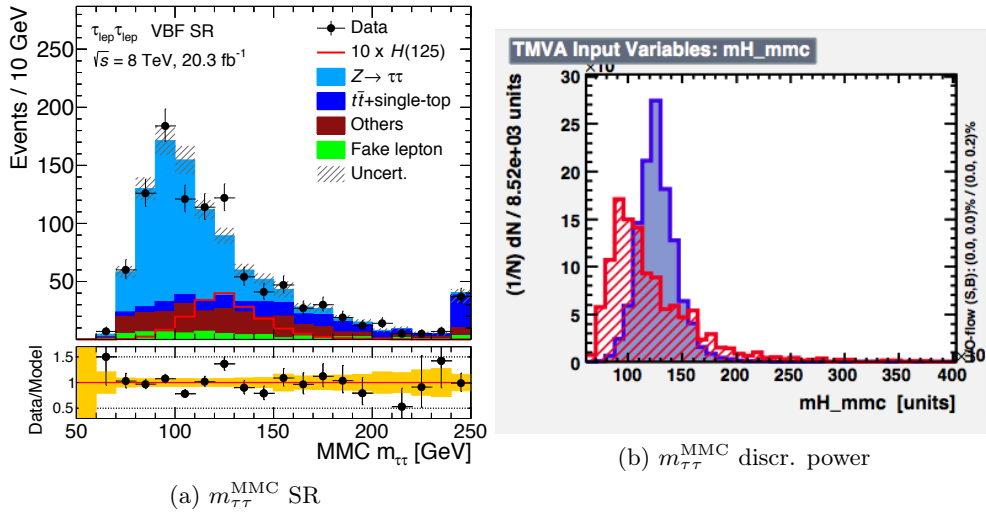 τlepτlep VBF SR
√s = 8 TeV, 20.3 fb⁻¹
Data
10 x H(125)
Z→ ττ
tt̄+single-top
Others
Fake lepton
Uncert.
Events / 10 GeV
250
200
150
100
50
Data/Model
1.5
1
0.5
50 100 150 200 250
MMC mττ [GeV]
(a) mττ^MMC SR
TMVA Input Variables: mH_mmc
(1/N) dN / 8.52e+03 units
30
25
20
15
10
5
0
100 150 200 250 300 350 400
mH_mmc [units]
O-flow (S,B): (0.0, 0.0)% / (0.0, 0.2)%
(b) mττ^MMC discr. power